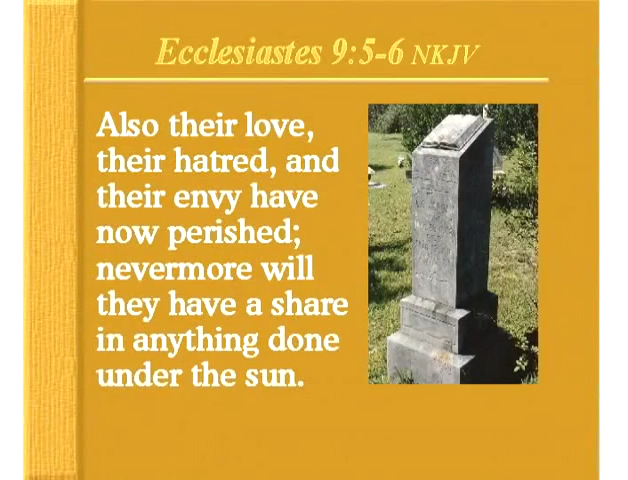 Ecclesiastes 9:5-6 NKJV
Also their love,
their hatred, and
their envy have
now perished;
nevermore will
they have a share
in anything done
under the sun.